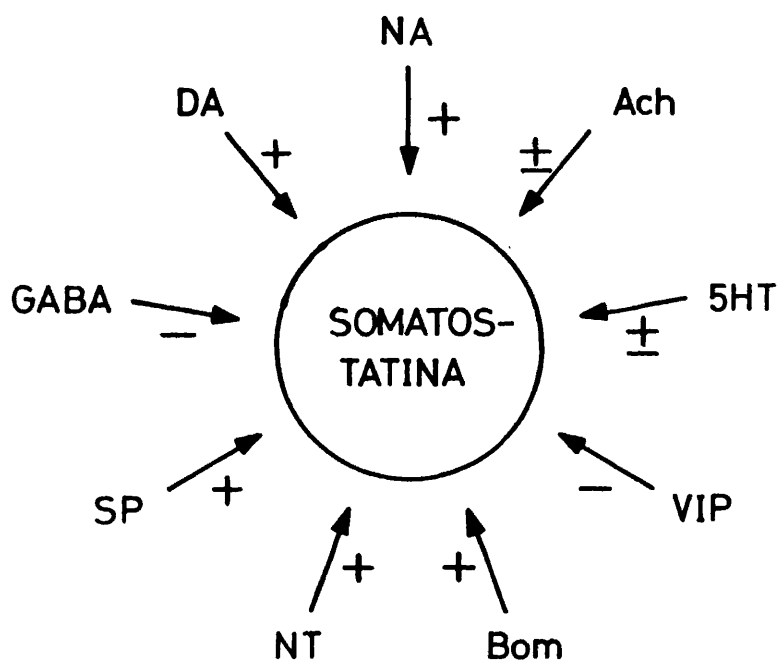 NA
DA
+
+
Ach
±
GABA
−
SOMATOS-
TATINA
5HT
±
SP
+
−
VIP
+
+
NT
Bom